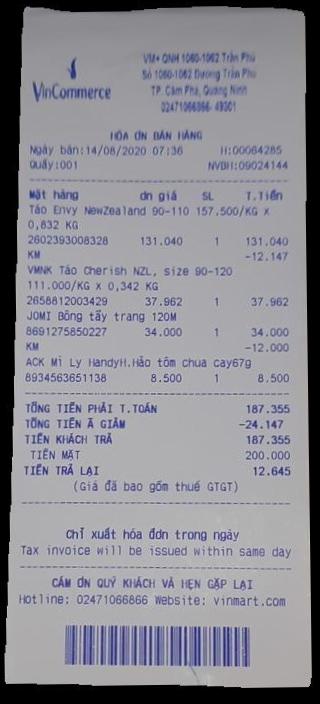 VinCommerce
VM+ QNH 1060-1062 Trần Phú
Số 1060-1062 Đường Trần Phú
TP. Cẩm Phả, Quảng Ninh
02471066866- 49001
HÓA ĐƠN BÁN HÀNG
Ngày bán:14/08/2020 07:36 H:00064285
Quầy:001 NVBH:09024144
Mặt hàng đn giá SL T.Tiền
Táo Envy NewZealand 90-110 157.500/KG x
0,832 KG
2602393008328 131.040 1 131.040
KM -12.147
VMNK Táo Cherish NZL, size 90-120
111.000/KG x 0,342 KG
2658812003429 37.962 1 37.962
JOMI Bông tẩy trang 120M
8691275850227 34.000 1 34.000
KM -12.000
ACK Mì Ly HandyH.Hảo tôm chua cay67g
8934563651138 8.500 1 8.500
TỔNG TIỀN PHẢI T.TOÁN 187.355
TỔNG TIỀN Ã GIẢM -24.147
TIỀN KHÁCH TRẢ 187.355
TIỀN MẶT 200.000
TIỀN TRẢ LẠI 12.645
(Giá đã bao gồm thuế GTGT)
Chỉ xuất hóa đơn trong ngày
Tax invoice will be issued within same day
CẢM ƠN QUÝ KHÁCH VÀ HẸN GẶP LẠI
Hotline: 02471066866 Website: vinmart.com